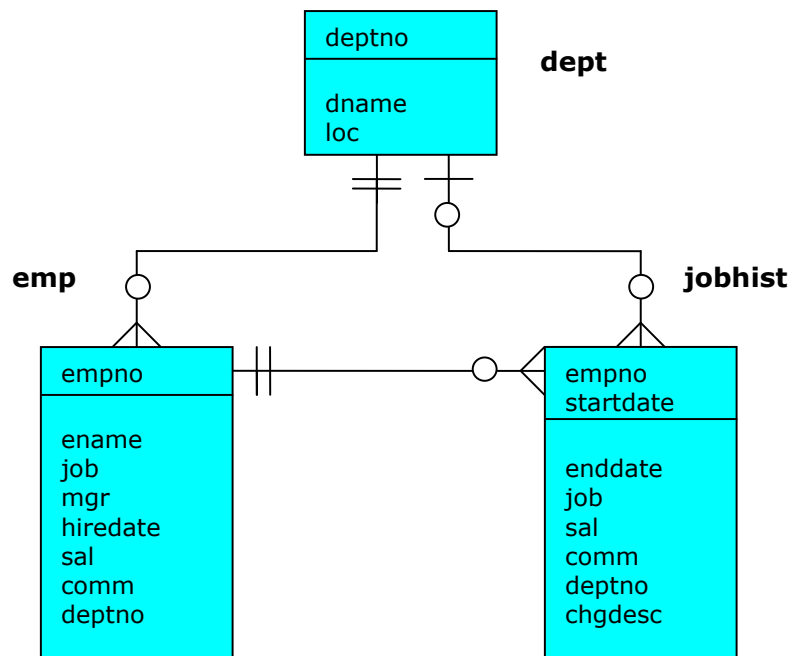 deptno
dept
dname
loc
emp
jobhist
empno
ename
job
mgr
hiredate
sal
comm
deptno
empno
startdate
enddate
job
sal
comm
deptno
chgdesc